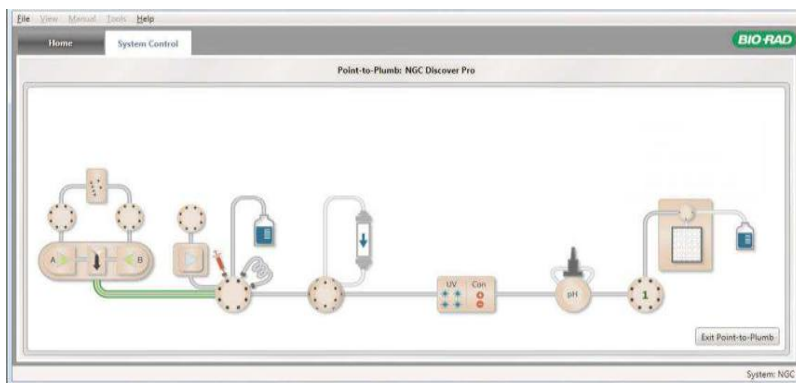 File View Manual Tools Help
Home System Control BIO-RAD
Point-to-Plumb: NGC Discover Pro
A B
UV Con
pH
1
Exit Point-to-Plumb
System: NGC